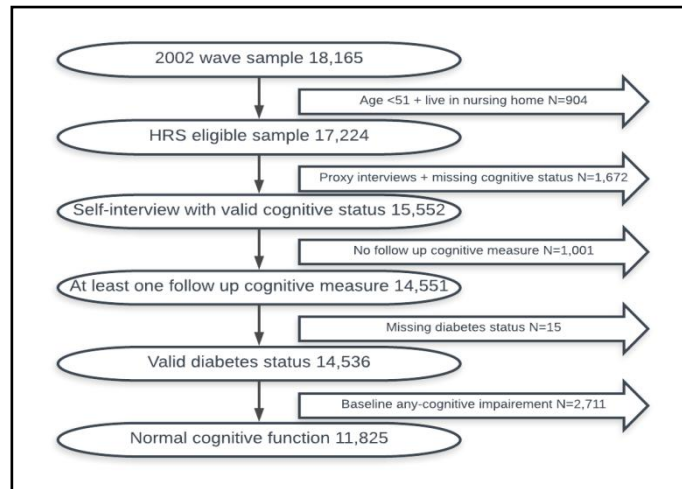 2002 wave sample 18,165
Age <51 + live in nursing home N=904
HRS eligible sample 17,224
Proxy interviews + missing cognitive status N=1,672
Self-interview with valid cognitive status 15,552
No follow up cognitive measure N=1,001
At least one follow up cognitive measure 14,551
Missing diabetes status N=15
Valid diabetes status 14,536
Baseline any-cognitive impairement N=2,711
Normal cognitive function 11,825